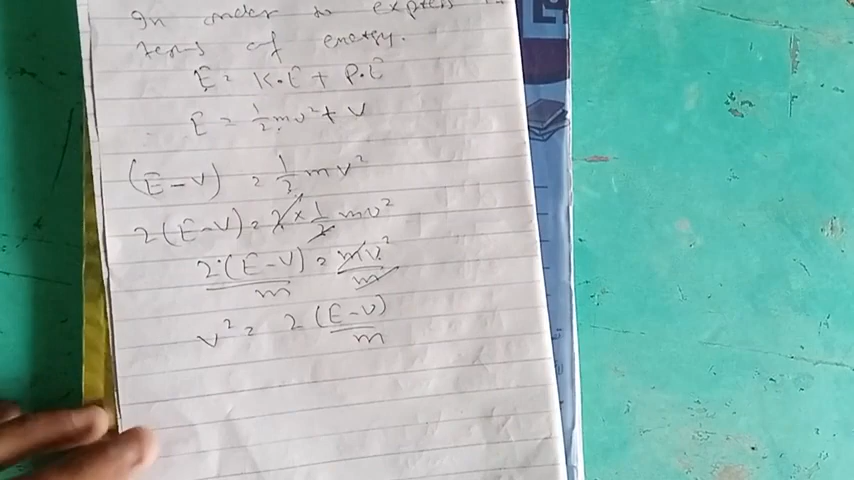 In order to express in
terms of energy.
E = K.E + P.E
E = 1/2 mv² + V
(E-V) = 1/2 mv²
2(E-V) = 2 × 1/2 mv²
2·(E-V)/m = mv²/m
v² = 2(E-V)/m